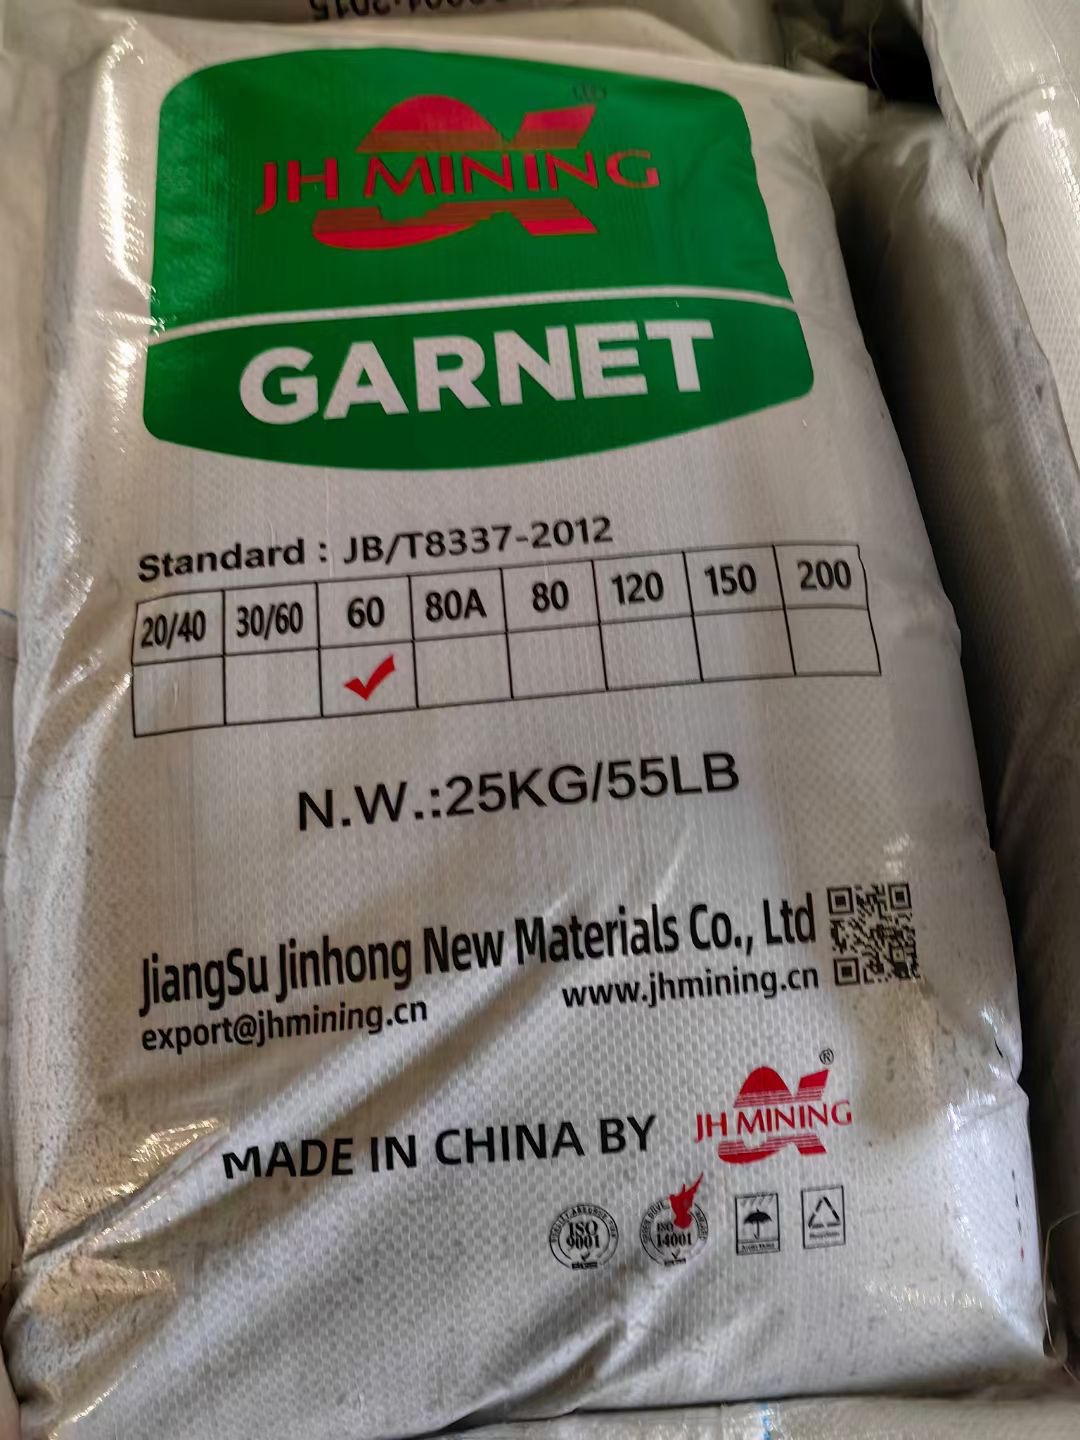 JH MINING
GARNET
Standard : JB/T8337-2012
20/40 30/60 60 80A 80 120 150 200
N.W.:25KG/55LB
JiangSu Jinhong New Materials Co., Ltd
export@jhmining.cn www.jhmining.cn
MADE IN CHINA BY JH MINING ®
ISO 9001
ISO 14001